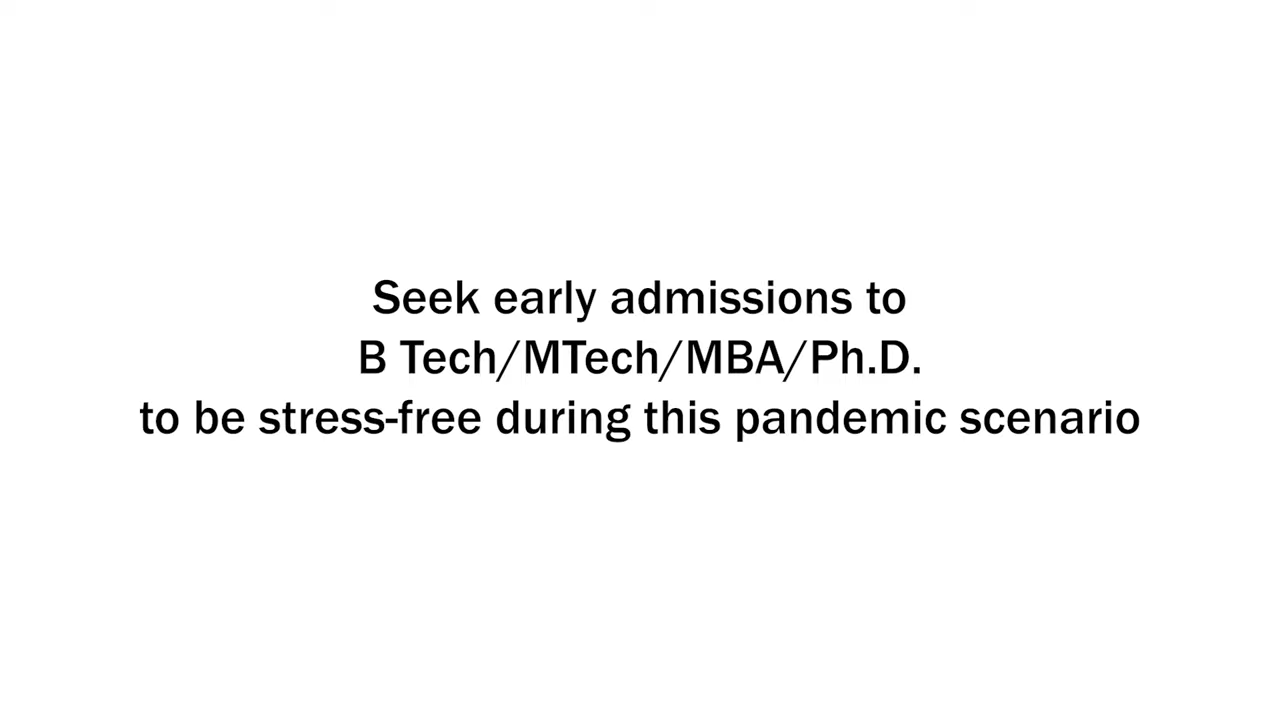 Seek early admissions to
B Tech/MTech/MBA/Ph.D.
to be stress-free during this pandemic scenario